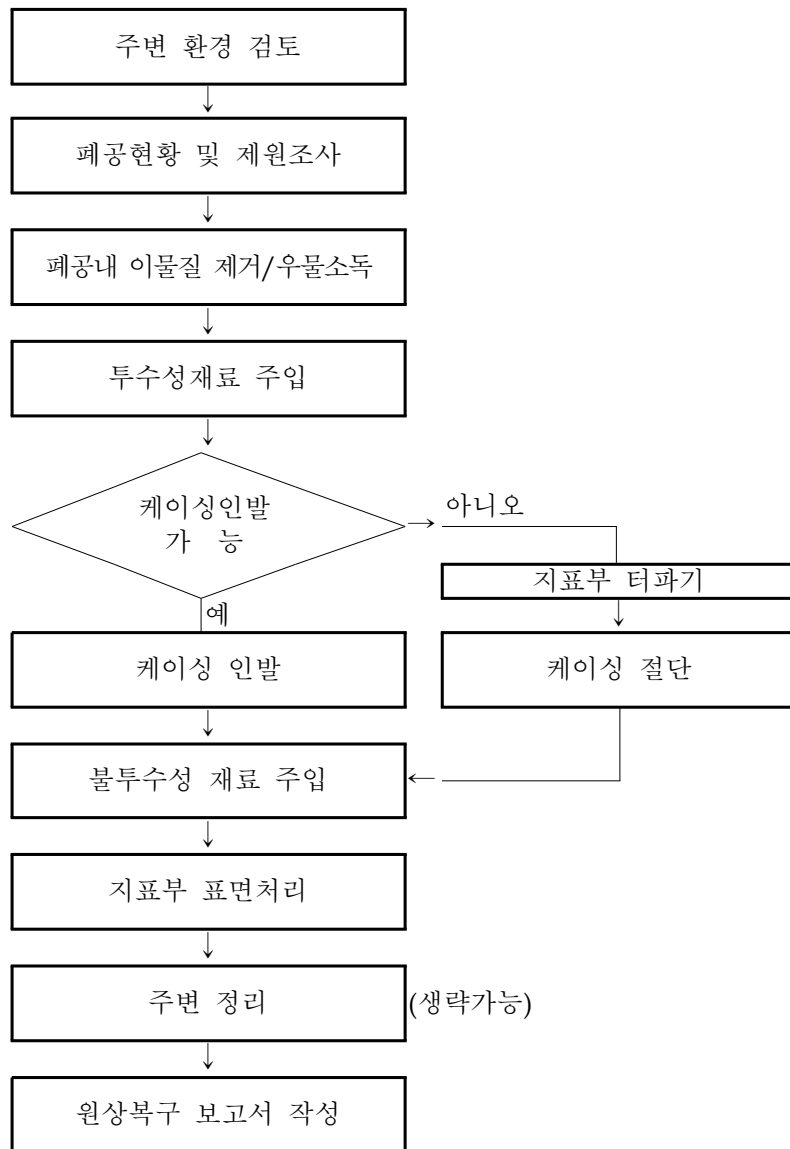 주변 환경 검토
폐공현황 및 제원조사
폐공내 이물질 제거/우물소독
투수성재료 주입
케이싱인발
가 능
아니오
지표부 터파기
예
케이싱 인발
케이싱 절단
불투수성 재료 주입
지표부 표면처리
주변 정리
(생략가능)
원상복구 보고서 작성